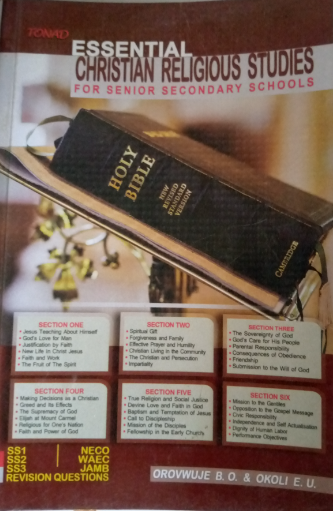 TONAD
ESSENTIAL
CHRISTIAN RELIGIOUS STUDIES
FOR SENIOR SECONDARY SCHOOLS
HOLY
BIBLE
NEW
REVISED
STANDARD
VERSION
CAMBRIDGE
SECTION ONE
• Jesus Teaching About Himself
• God's Love for Man
• Justification by Faith
• New Life in Christ Jesus
• Faith and Work
• The Fruit of The Spirit
SECTION TWO
• Spiritual Gift
• Forgiveness and Family
• Effective Prayer and Humility
• Christian Living in the Community
• The Christian and Persecution
• Impartiality
SECTION THREE
• The Sovereignty of God
• God's Care for His People
• Parental Responsibility
• Consequences of Obedience
• Friendship
• Submission to the Will of God
SECTION FOUR
• Making Decisions as a Christian
• Greed and its Effects
• The Supremacy of God
• Elijah at Mount Carmel
• Religious for One's Nation
• Faith and Power of God
SECTION FIVE
• True Religion and Social Justice
• Devine Love and Faith in God
• Baptism and Temptation of Jesus
• Call to Discipleship
• Mission of the Disciples
• Fellowship in the Early Church
SECTION SIX
• Mission to the Gentiles
• Opposition to the Gospel Message
• Civic Responsibility
• Independence and Self Actualisation
• Dignity of Human Labor
• Performance Objectives
SS1 NECO
SS2 WAEC
SS3 JAMB
REVISION QUESTIONS
OROVWUJE B. O. & OKOLI E. U.